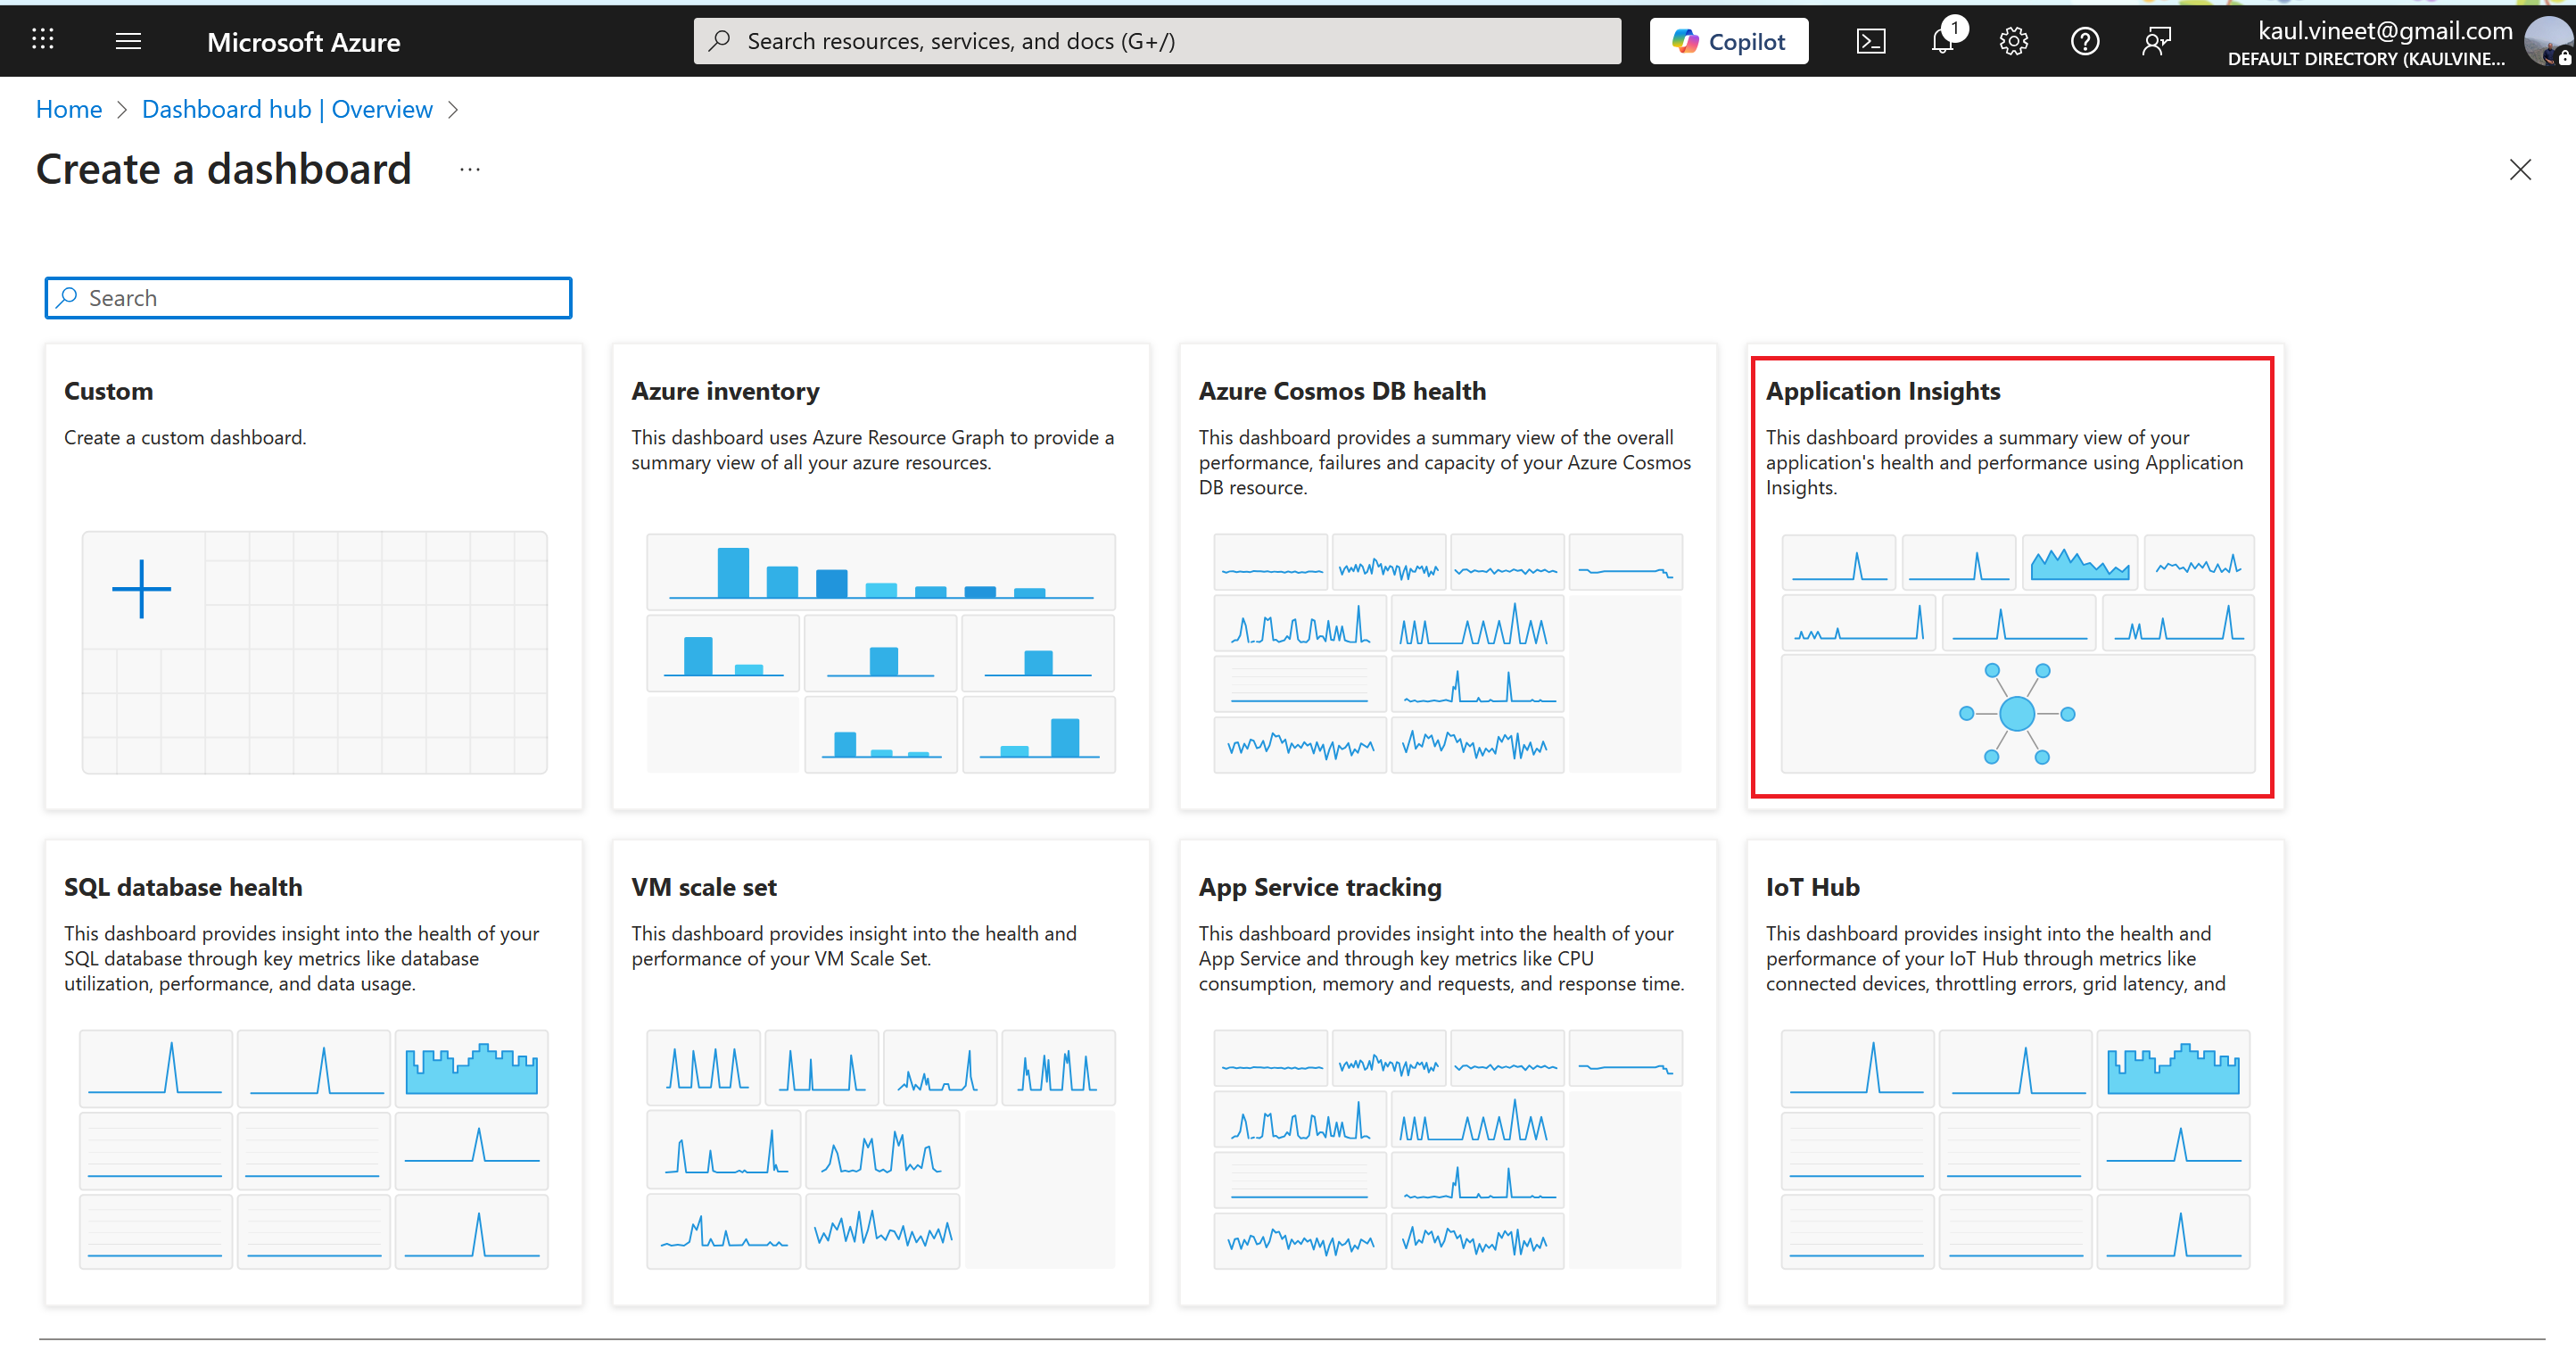 Microsoft Azure
Search resources, services, and docs (G+/)
Copilot
1
kaul.vineet@gmail.com
DEFAULT DIRECTORY (KAULVINE...
Home > Dashboard hub | Overview >
Create a dashboard ...
Search
Custom
Create a custom dashboard.
Azure inventory
This dashboard uses Azure Resource Graph to provide a
summary view of all your azure resources.
Azure Cosmos DB health
This dashboard provides a summary view of the overall
performance, failures and capacity of your Azure Cosmos
DB resource.
Application Insights
This dashboard provides a summary view of your
application's health and performance using Application
Insights.
SQL database health
This dashboard provides insight into the health of your
SQL database through key metrics like database
utilization, performance, and data usage.
VM scale set
This dashboard provides insight into the health and
performance of your VM Scale Set.
App Service tracking
This dashboard provides insight into the health of your
App Service and through key metrics like CPU
consumption, memory and requests, and response time.
IoT Hub
This dashboard provides insight into the health and
performance of your IoT Hub through metrics like
connected devices, throttling errors, grid latency, and